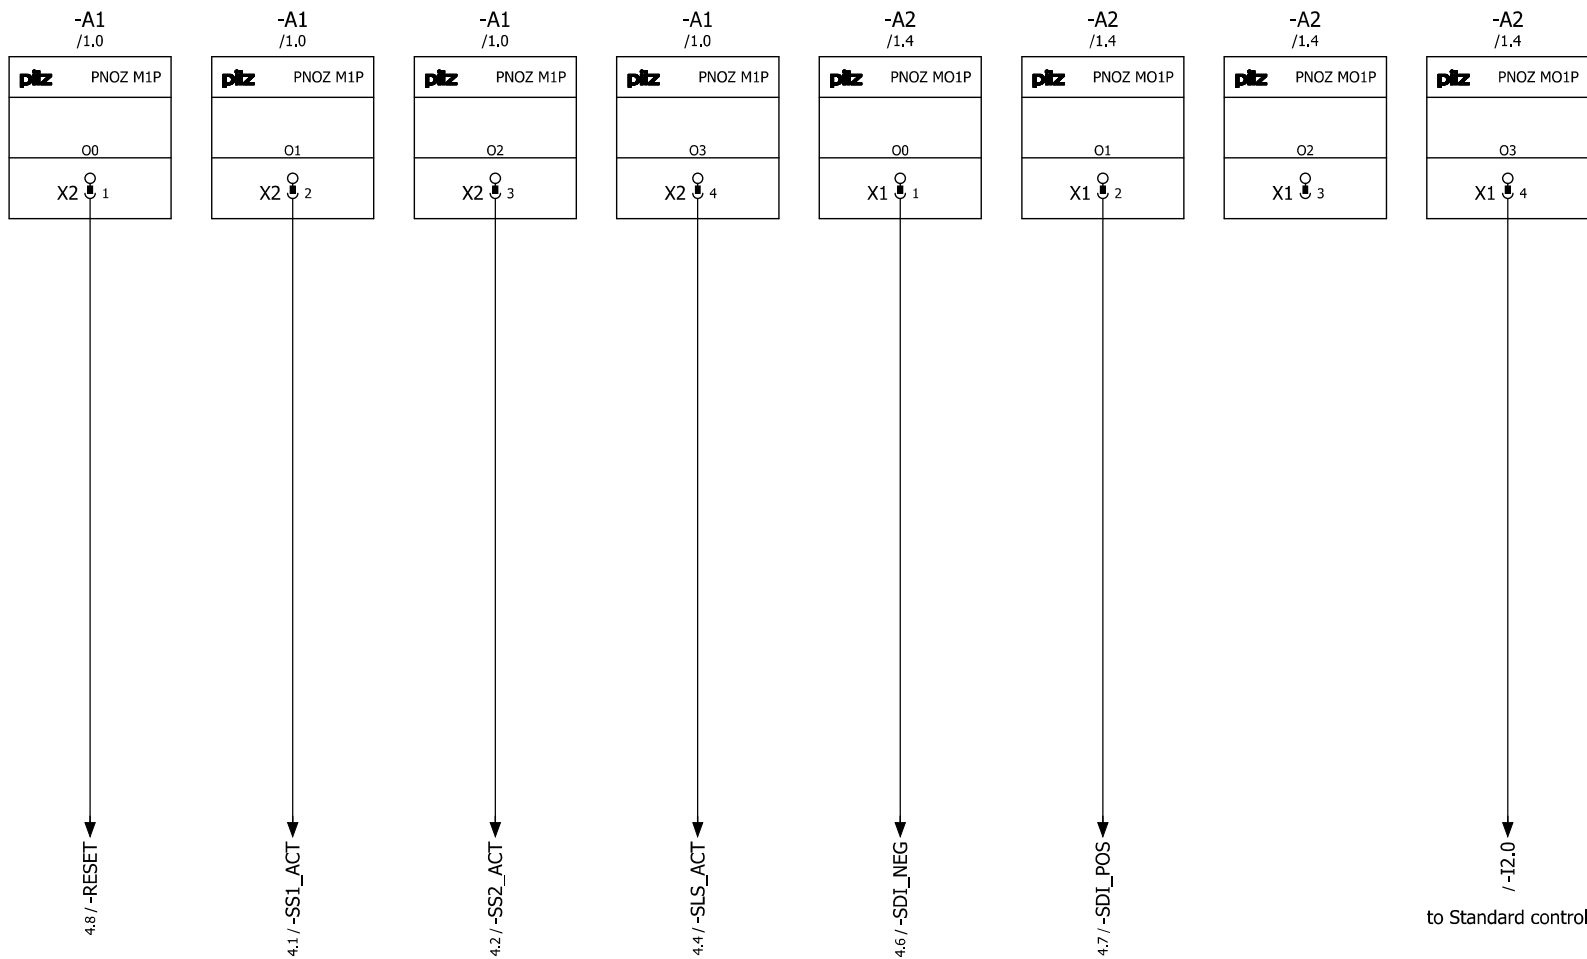 -A1 -A1 -A1 -A1 -A2 -A2 -A2 -A2
/1.0 /1.0 /1.0 /1.0 /1.4 /1.4 /1.4 /1.4
pilz PNOZ M1P pilz PNOZ M1P pilz PNOZ M1P pilz PNOZ M1P pilz PNOZ MO1P pilz PNOZ MO1P pilz PNOZ MO1P pilz PNOZ MO1P
O0 O1 O2 O3 O0 O1 O2 O3
X2 1 X2 2 X2 3 X2 4 X1 1 X1 2 X1 3 X1 4
4.8 / -RESET
4.1 / -SS1_ACT
4.2 / -SS2_ACT
4.4 / -SLS_ACT
4.6 / -SDI_NEG
4.7 / -SDI_POS
/ -I2.0
to Standard control